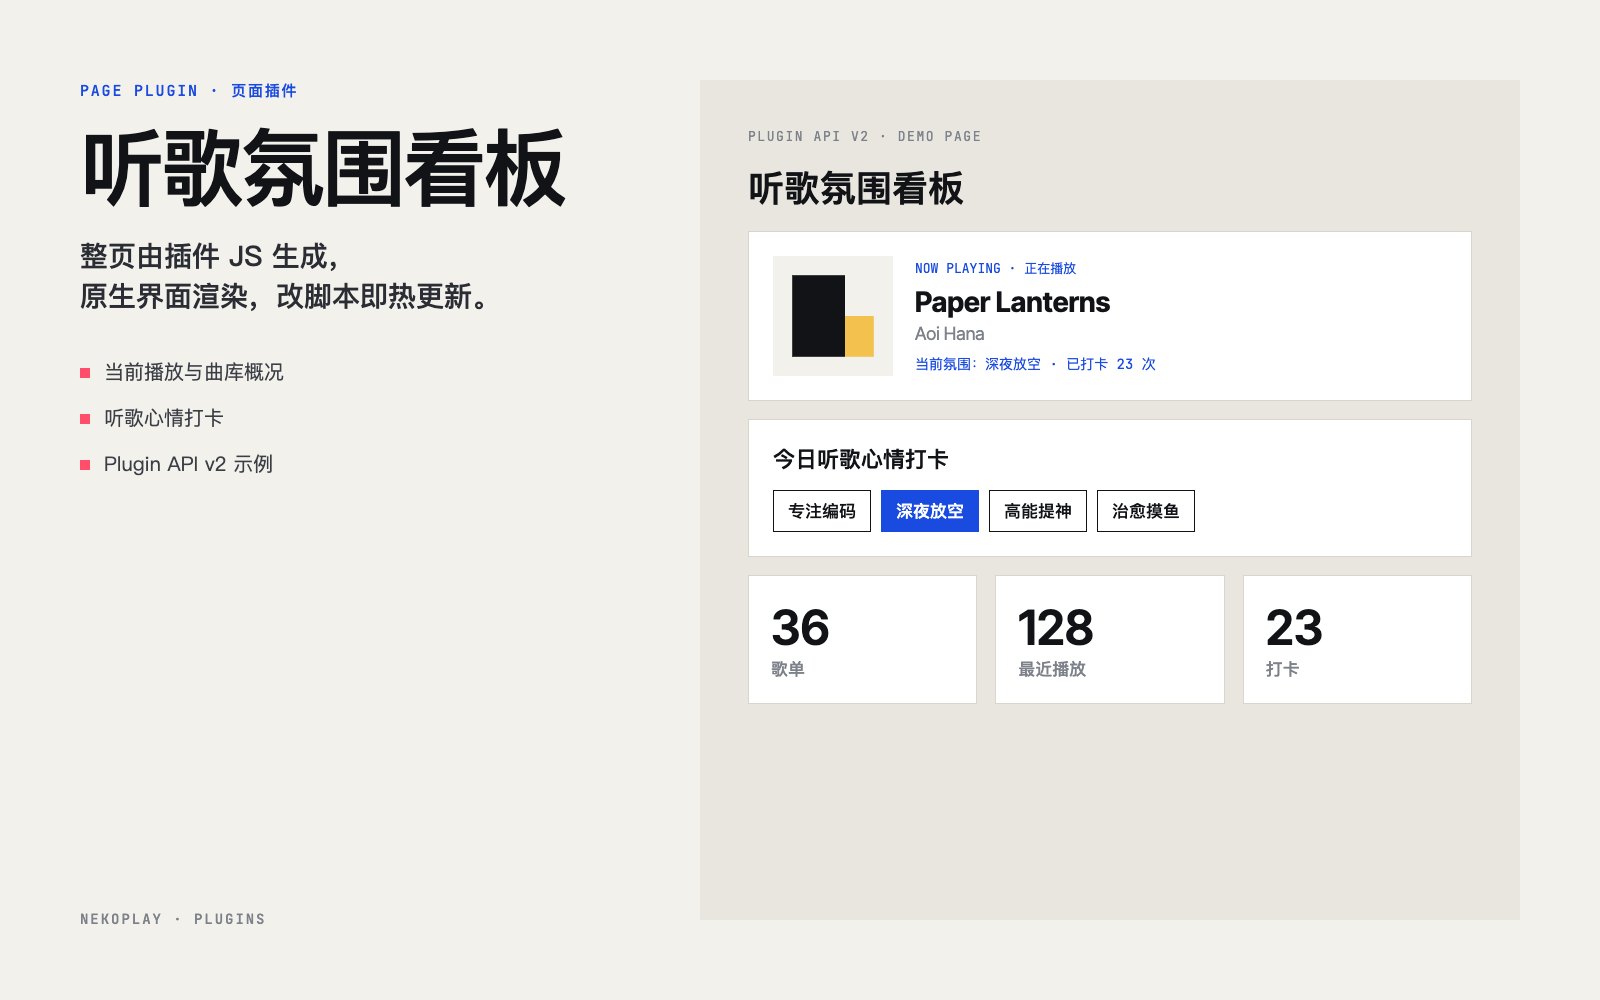 PAGE PLUGIN · 页面插件
听歌氛围看板
整页由插件 JS 生成，
原生界面渲染，改脚本即热更新。
当前播放与曲库概况
听歌心情打卡
Plugin API v2 示例
NEKOPLAY · PLUGINS
PLUGIN API V2 · DEMO PAGE
听歌氛围看板
NOW PLAYING · 正在播放
Paper Lanterns
Aoi Hana
当前氛围：深夜放空 · 已打卡 23 次
今日听歌心情打卡
专注编码 深夜放空 高能提神 治愈摸鱼
36 128 23
歌单 最近播放 打卡